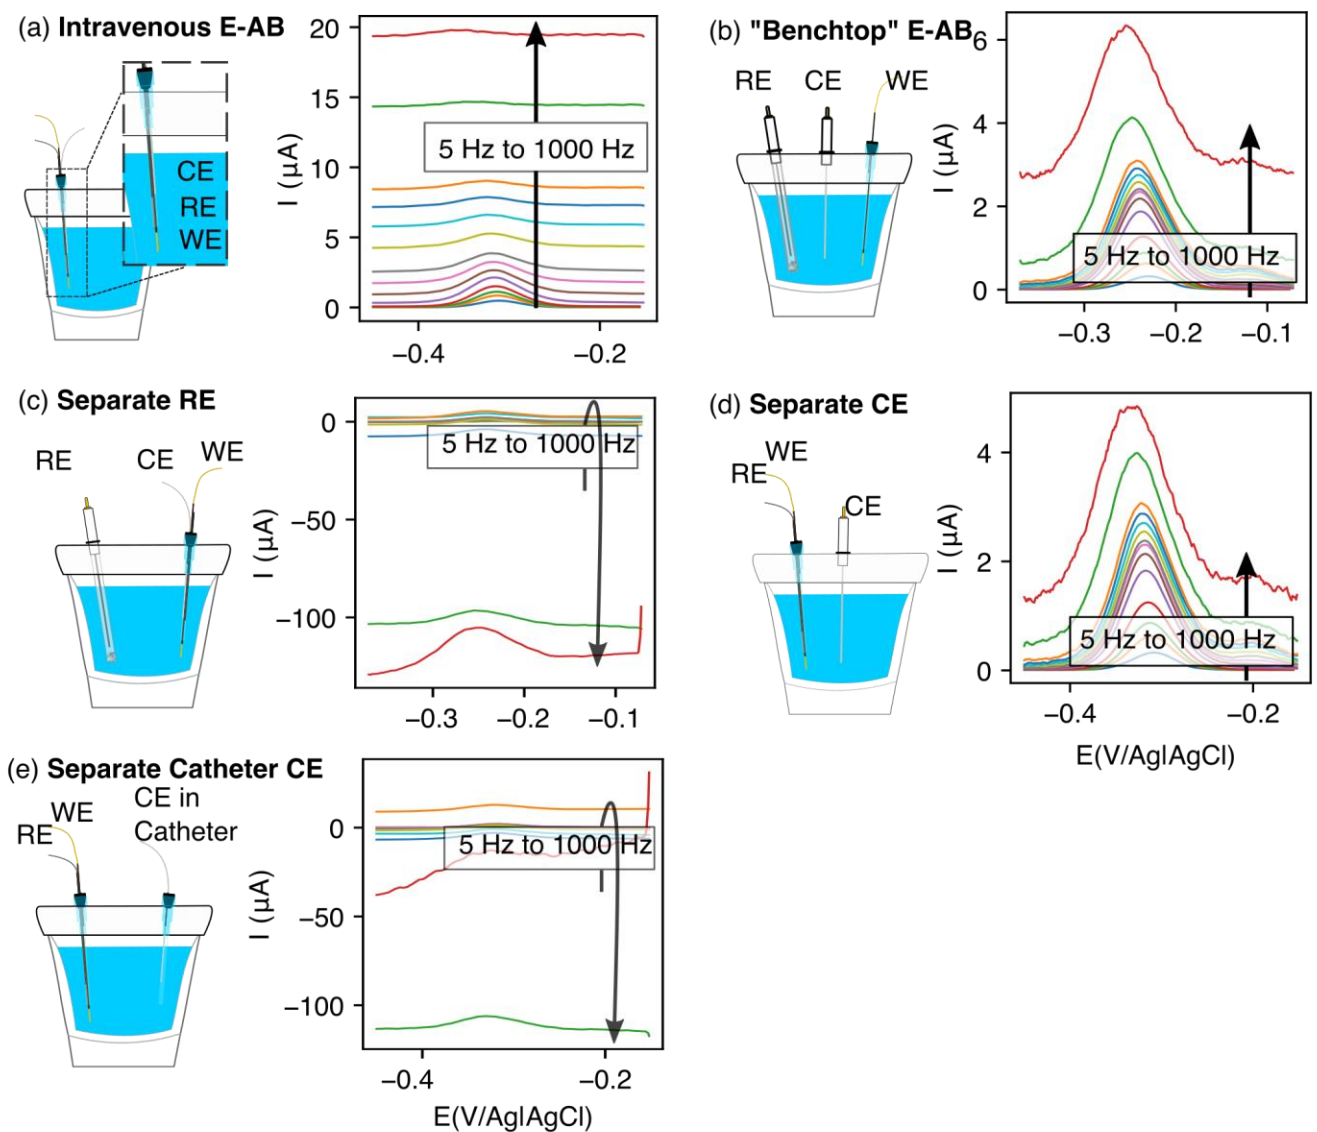 (a) Intravenous E-AB
CE
RE
WE
I (µA)
20
15
10
5
0
5 Hz to 1000 Hz
−0.4
−0.2
(b) "Benchtop" E-AB
RE
CE
WE
I (µA)
6
4
2
0
5 Hz to 1000 Hz
−0.3
−0.2
−0.1
(c) Separate RE
RE
CE
WE
I (µA)
0
−50
−100
5 Hz to 1000 Hz
−0.3
−0.2
−0.1
(d) Separate CE
WE
RE
CE
I (µA)
4
2
0
5 Hz to 1000 Hz
−0.4
−0.2
E(V/Ag|AgCl)
(e) Separate Catheter CE
WE
RE
CE in
Catheter
I (µA)
0
−50
−100
5 Hz to 1000 Hz
−0.4
−0.2
E(V/Ag|AgCl)